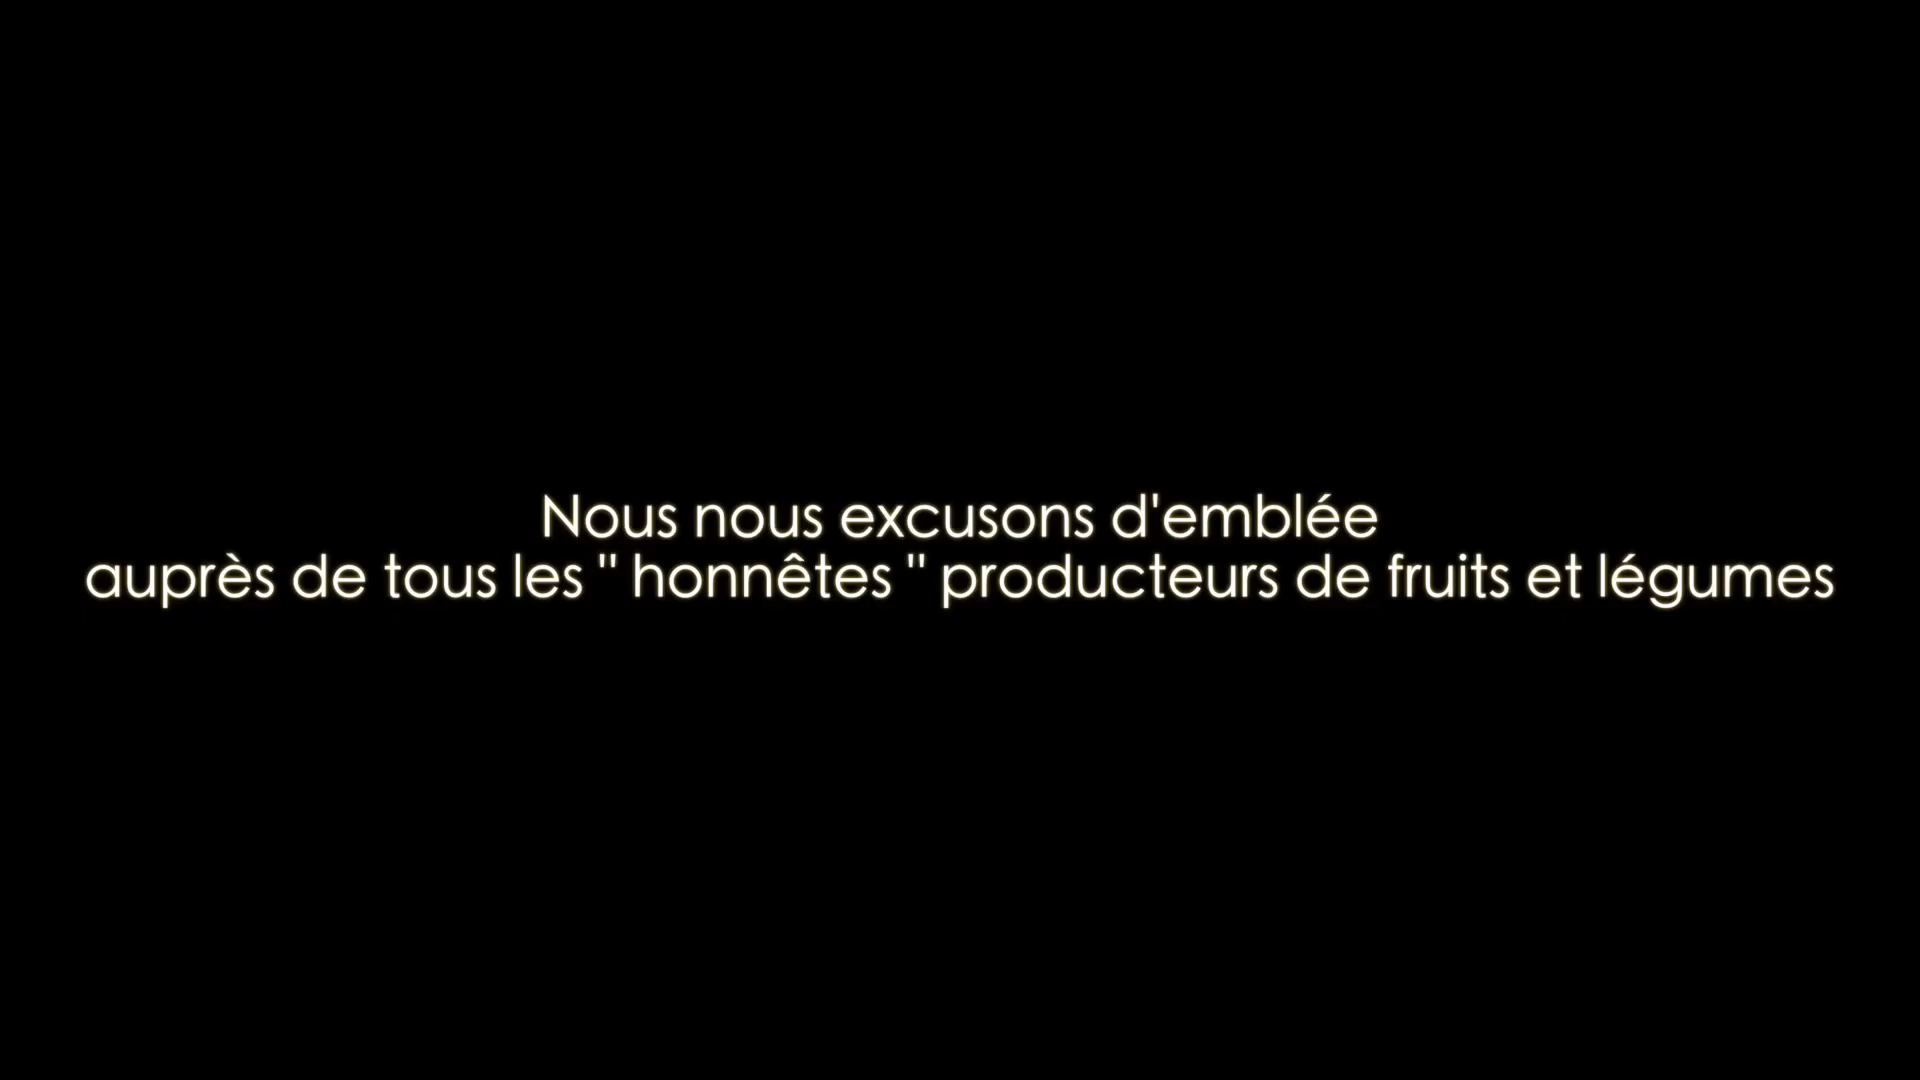 Nous nous excusons d'emblée
auprès de tous les " honnêtes " producteurs de fruits et légumes